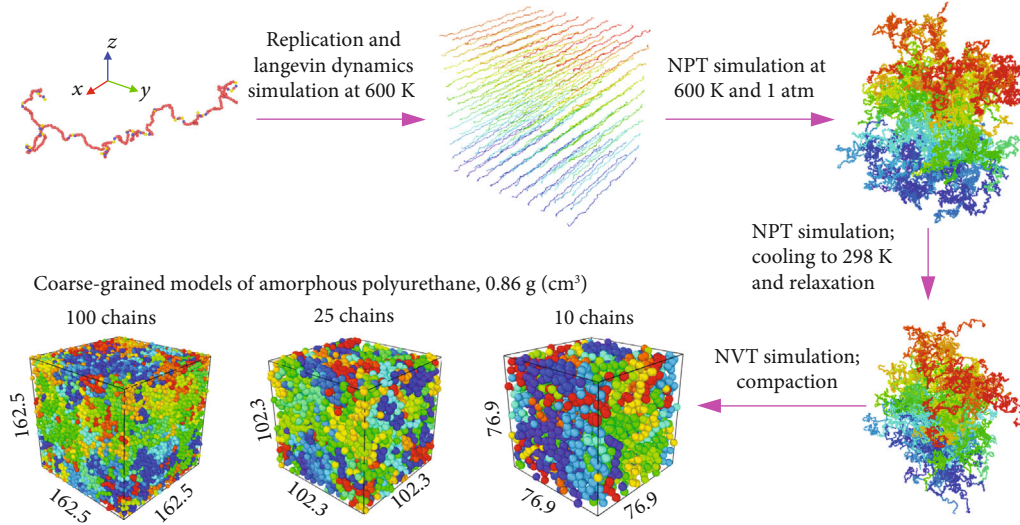 z
x
y
Replication and
langevin dynamics
simulation at 600 K
NPT simulation at
600 K and 1 atm
NPT simulation;
cooling to 298 K
and relaxation
NVT simulation;
compaction
Coarse-grained models of amorphous polyurethane, 0.86 g (cm³)
100 chains
25 chains
10 chains
162.5
162.5
162.5
102.3
102.3
102.3
76.9
76.9
76.9